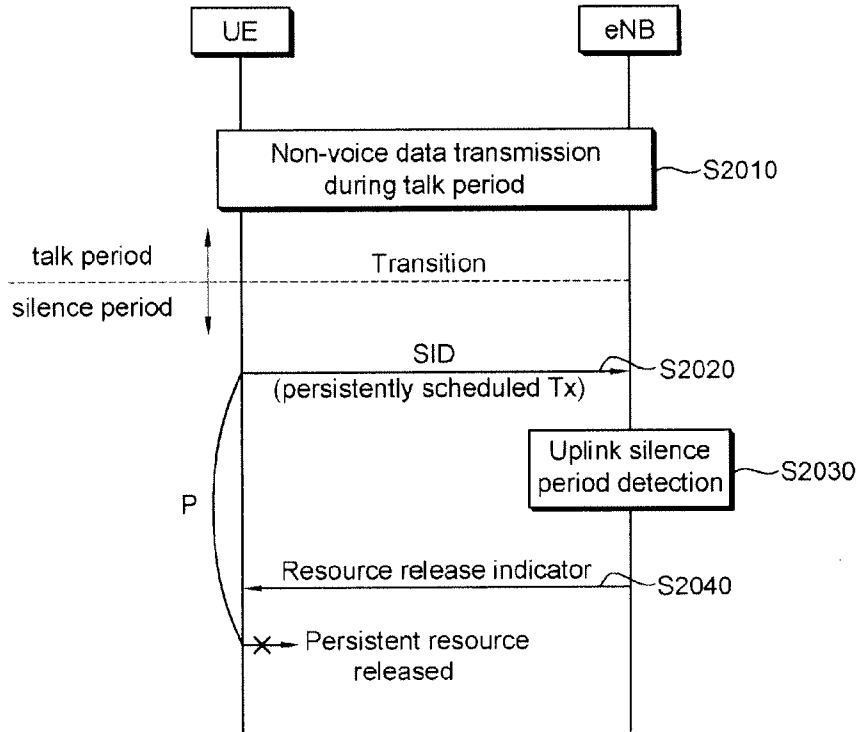 UE
eNB
Non-voice data transmission
during talk period
S2010
talk period
Transition
silence period
SID
(persistently scheduled Tx)
S2020
Uplink silence
period detection
S2030
P
Resource release indicator
S2040
Persistent resource
released